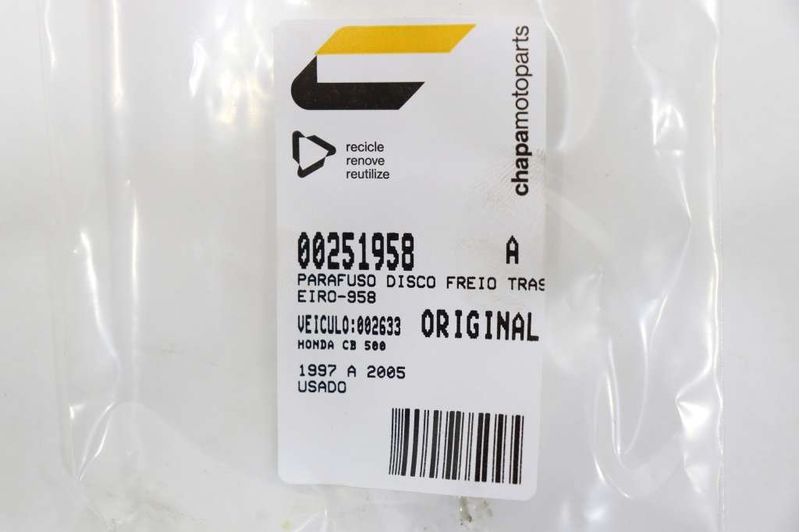 chapamotoparts
recicle
renove
reutilize
00251958 A
PARAFUSO DISCO FREIO TRAS
EIRO-958
VEICULO:002633 ORIGINAL
HONDA CB 500
1997 A 2005
USADO